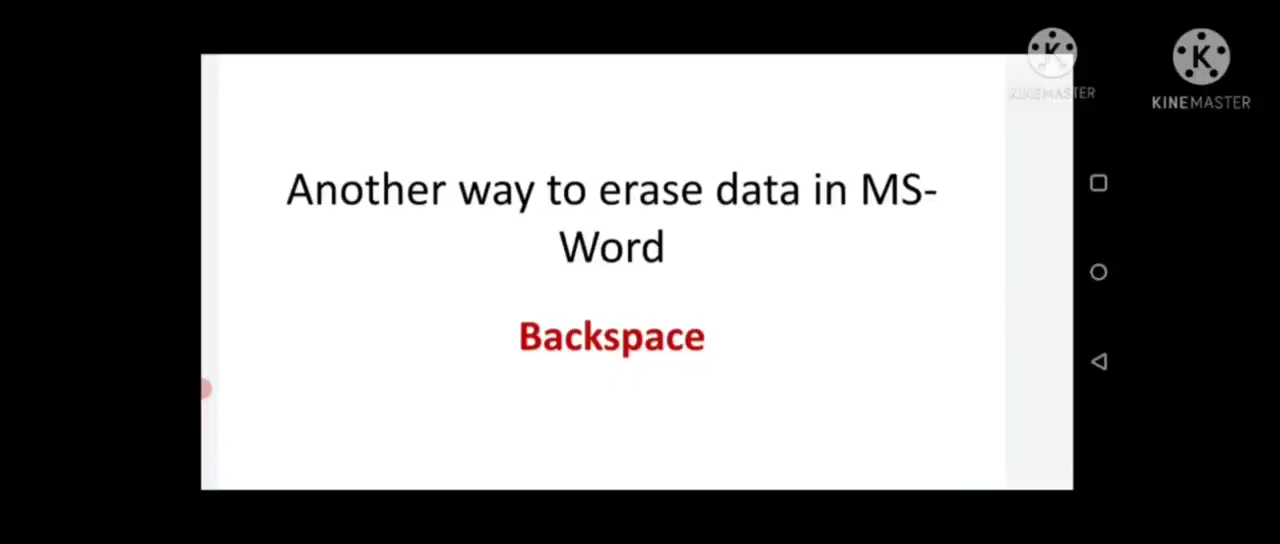 Another way to erase data in MS-
Word
Backspace
KINEMASTER
KINEMASTER